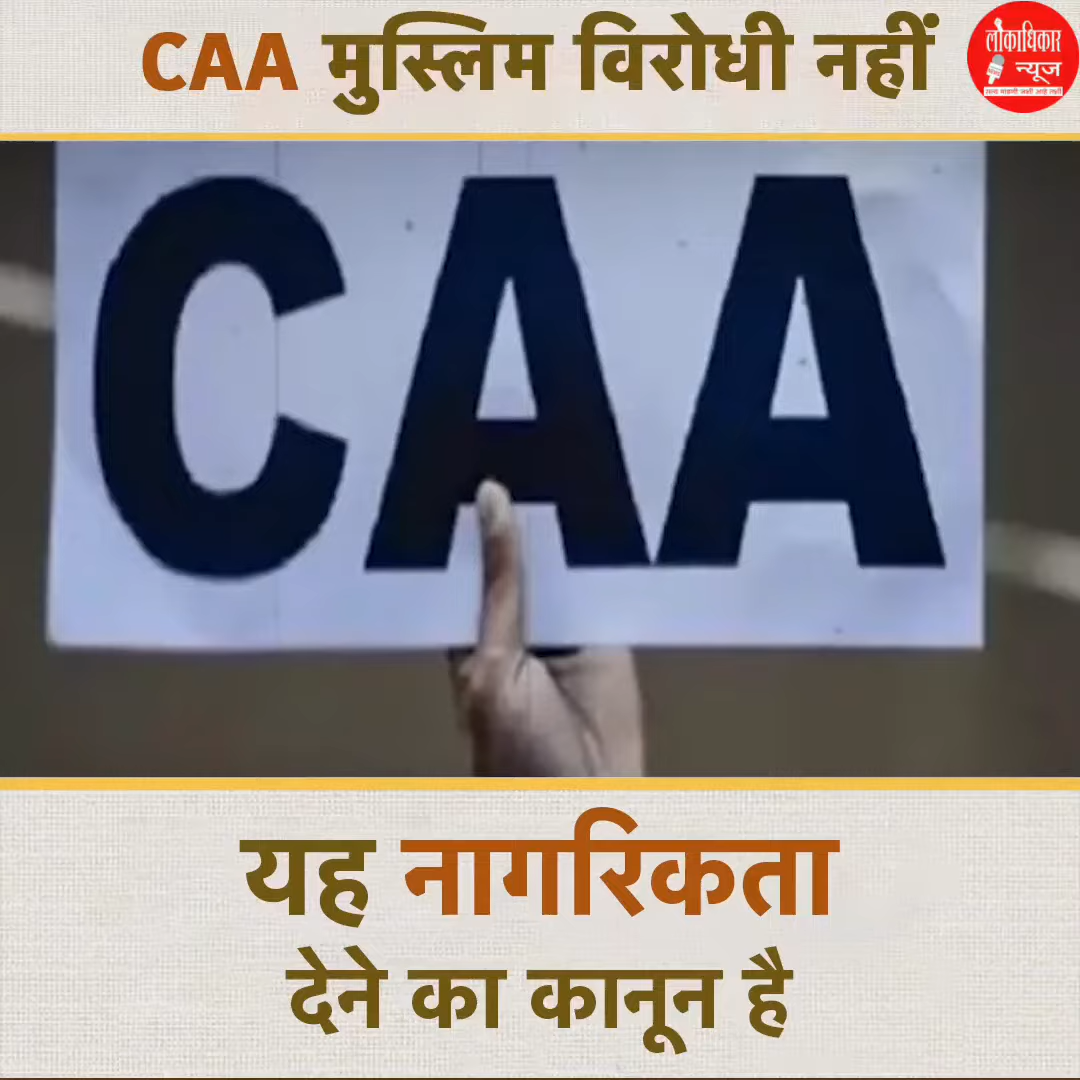 CAA मुस्लिम विरोधी नहीं
लोकाधिकार
न्यूज
CAA
यह नागरिकता
देने का कानून है